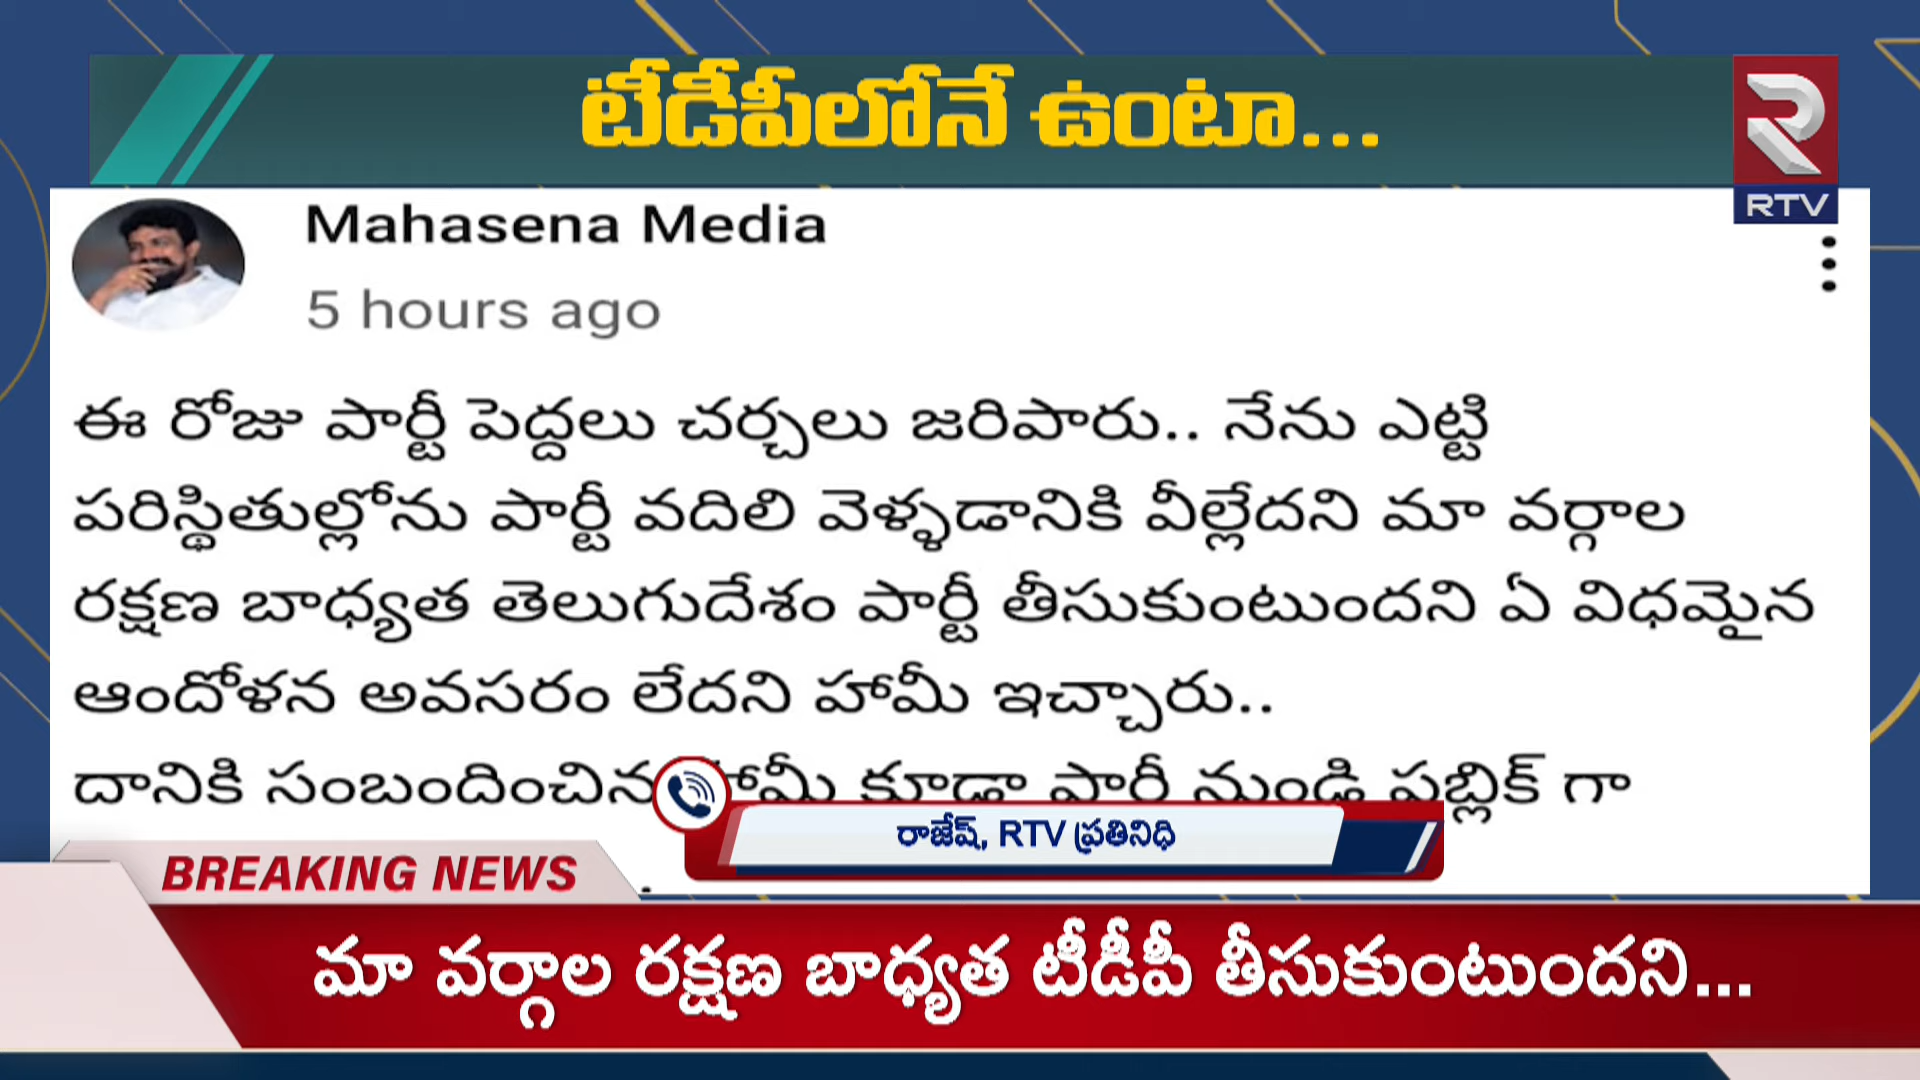 టీడీపీలోనే ఉంటా...
RTV
Mahasena Media
5 hours ago
ఈ రోజు పార్టీ పెద్దలు చర్చలు జరిపారు.. నేను ఎట్టి
పరిస్థితుల్లోను పార్టీ వదిలి వెళ్ళడానికి వీల్లేదని మా వర్గాల
రక్షణ బాధ్యత తెలుగుదేశం పార్టీ తీసుకుంటుందని ఏ విధమైన
ఆందోళన అవసరం లేదని హామీ ఇచ్చారు..
దానికి సంబందించిన హామీ కూడా పార్టీ నుండి పబ్లిక్ గా
రాజేష్, RTV ప్రతినిధి
BREAKING NEWS
మా వర్గాల రక్షణ బాధ్యత టీడీపీ తీసుకుంటుందని...